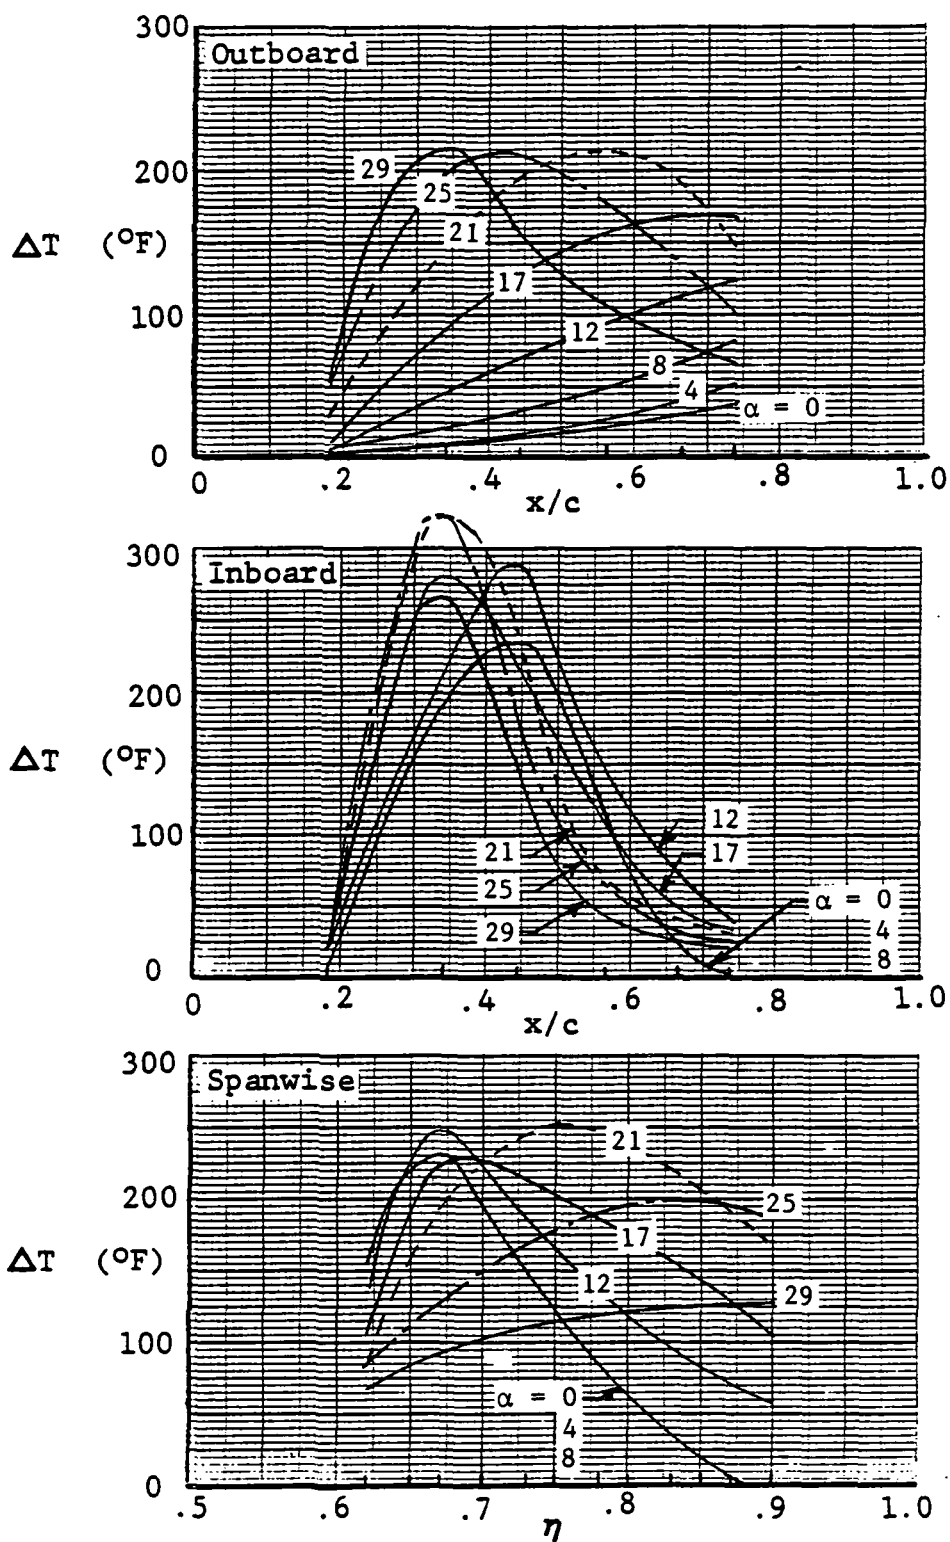 300
Outboard
29
200
25
21
ΔT (°F)
17
100
12
8
4
α = 0
0
0 .2 .4 .6 .8 1.0
x/c
300
Inboard
200
ΔT (°F)
100
12
21
17
25
α = 0
29
4
8
0
0 .2 .4 .6 .8 1.0
x/c
300
Spanwise
21
200
25
17
ΔT (°F)
12
29
100
α = 0
4
8
0
.5 .6 .7 .8 .9 1.0
η